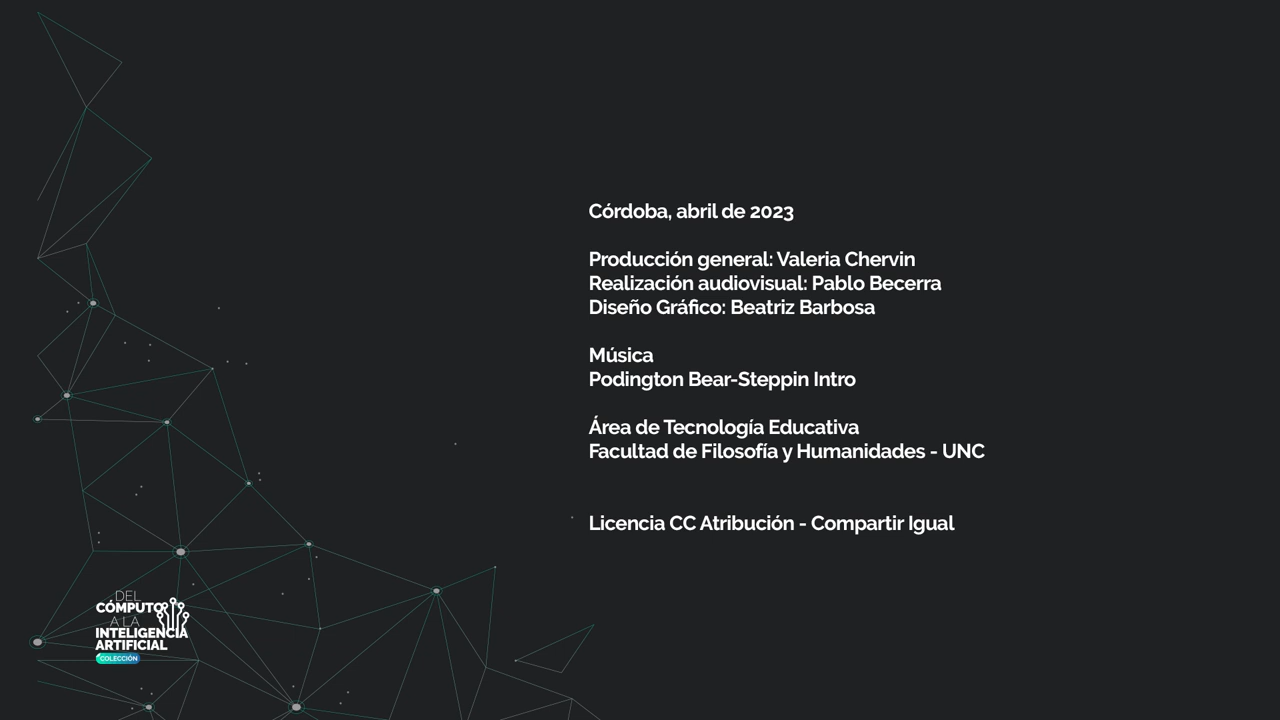 Córdoba, abril de 2023
Producción general: Valeria Chervin
Realización audiovisual: Pablo Becerra
Diseño Gráfico: Beatriz Barbosa
Música
Podington Bear-Steppin Intro
Área de Tecnología Educativa
Facultad de Filosofía y Humanidades - UNC
Licencia CC Atribución - Compartir Igual
DEL
CÓMPUTO
A LA
INTELIGENCIA
ARTIFICIAL
COLECCIÓN